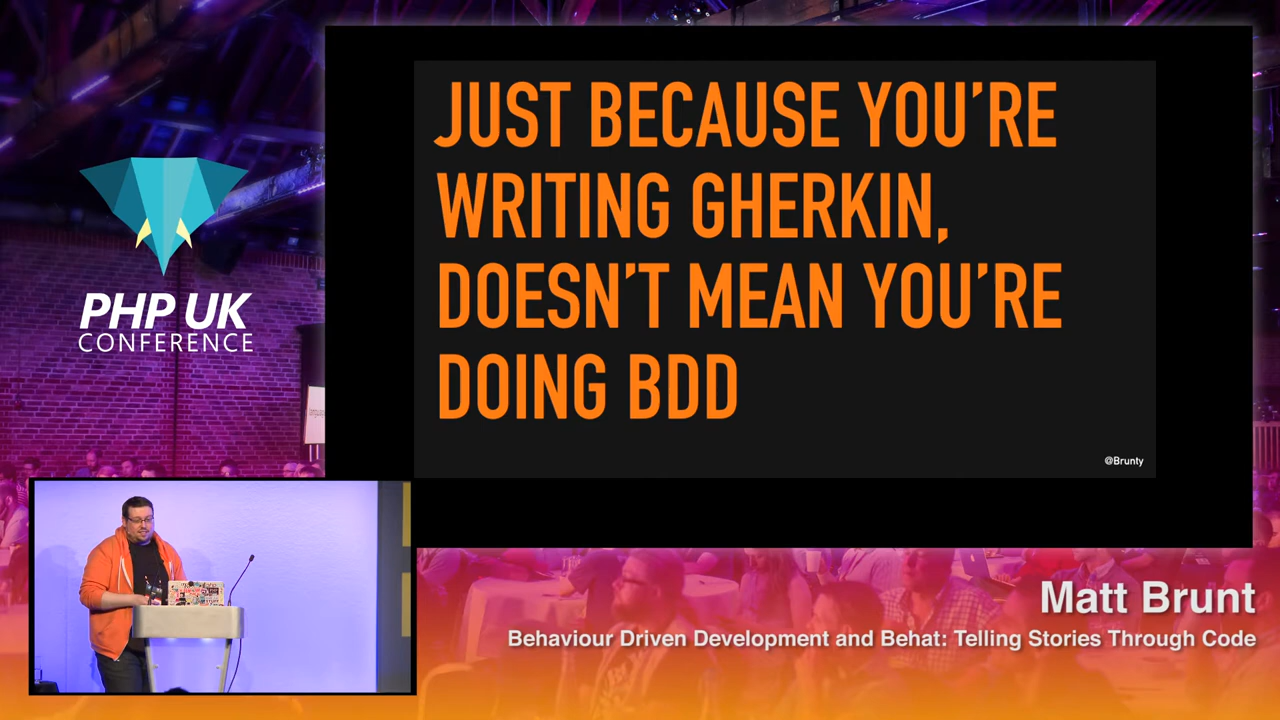 JUST BECAUSE YOU’RE
WRITING GHERKIN,
DOESN’T MEAN YOU’RE
DOING BDD
@Brunty
PHP UK
CONFERENCE
Matt Brunt
Behaviour Driven Development and Behat: Telling Stories Through Code